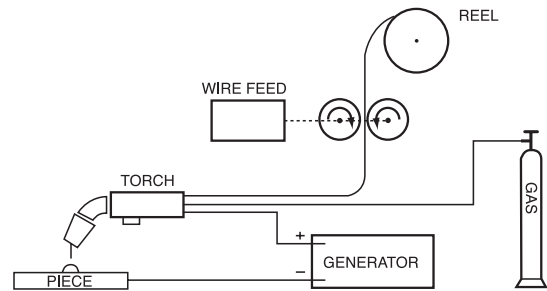 REEL
WIRE FEED
TORCH
GAS
+
GENERATOR
−
PIECE